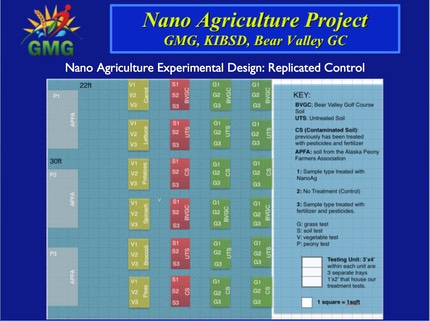 Nano Agriculture Project
GMG
GMG, KIBSD, Bear Valley GC
Nano Agriculture Experimental Design: Replicated Control
22ft
30ft
P1
APFA
P2
APFA
P3
APFA
V1
V2
V3
Carrot
V1
V2
V3
Lettuce
V1
V2
V3
Potatoes
V1
V2
V3
Spinach
V1
V2
V3
Broccoli
V1
V2
V3
Peas
S1
S2
S3
BVGC
S1
S2
S3
UTS
S1
S2
S3
CS
S1
S2
S3
BVGC
S1
S2
S3
UTS
S1
S2
S3
CS
G1
G2
G3
BVGC
G1
G2
G3
UTS
G1
G2
G3
CS
G1
G2
G3
BVGC
G1
G2
G3
UTS
G1
G2
G3
CS
G1
G2
G3
BVGC
G1
G2
G3
UTS
G1
G2
G3
CS
G1
G2
G3
BVGC
G1
G2
G3
UTS
G1
G2
G3
CS
KEY:
BVGC; Bear Valley Golf Course
Soil
UTS: Untreated Soil
CS (Contaminated Soil):
previously has been treated
with pesticides and fertilizer
APFA: soil from the Alaska Peony
Farmers Association
1: Sample type treated with
NanoAg
2: No Treatment (Control)
3: Sample type treated with
fertilizer and pesticides.
G: grass test
S: soil test
V: vegetable test
P: peony test
Testing Unit: 3'x4'
within each unit are
3 separate trays
1'x2' that house our
treatment tests.
1 square = 1sqft